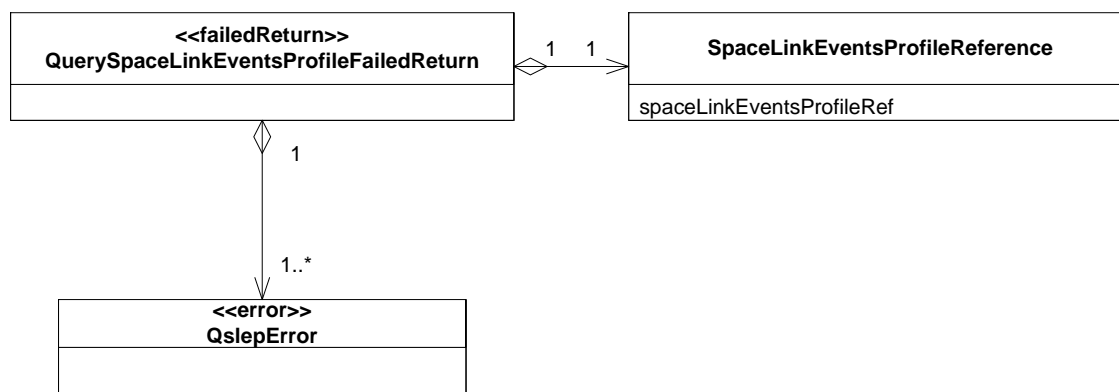 <<failedReturn>>
QuerySpaceLinkEventsProfileFailedReturn
1 1
SpaceLinkEventsProfileReference
spaceLinkEventsProfileRef
1
1..*
<<error>>
QslepError